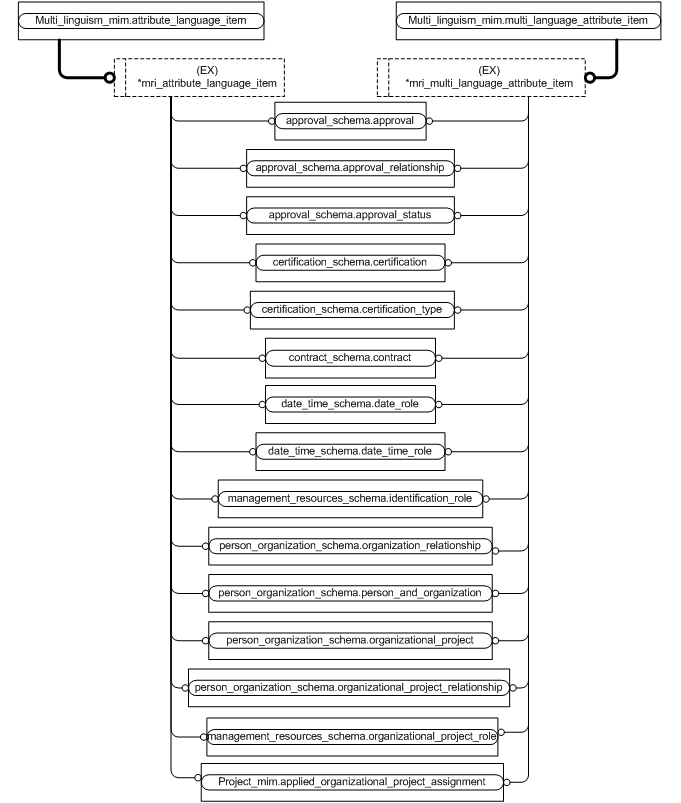 Multi_linguism_mim.attribute_language_item
Multi_linguism_mim.multi_language_attribute_item
(EX)
*mri_attribute_language_item
(EX)
*mri_multi_language_attribute_item
approval_schema.approval
approval_schema.approval_relationship
approval_schema.approval_status
certification_schema.certification
certification_schema.certification_type
contract_schema.contract
date_time_schema.date_role
date_time_schema.date_time_role
management_resources_schema.identification_role
person_organization_schema.organization_relationship
person_organization_schema.person_and_organization
person_organization_schema.organizational_project
person_organization_schema.organizational_project_relationship
management_resources_schema.organizational_project_role
Project_mim.applied_organizational_project_assignment